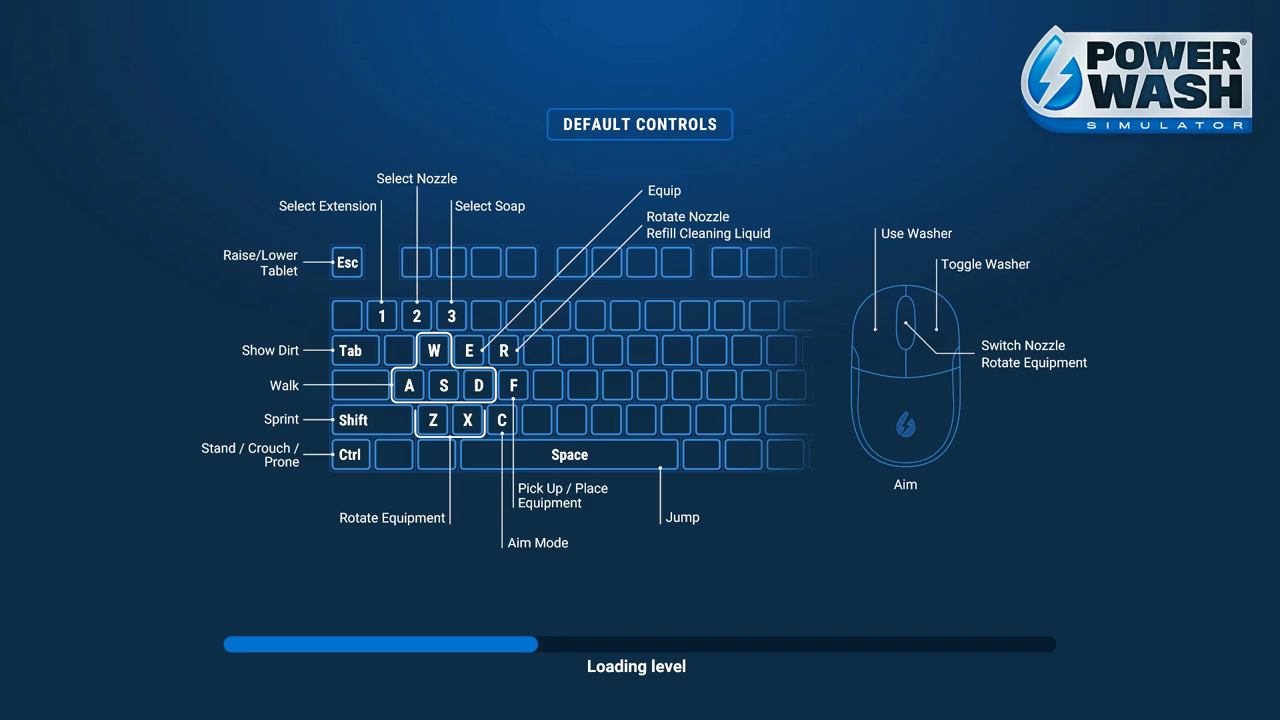 POWER
WASH
SIMULATOR
®
DEFAULT CONTROLS
Select Nozzle
Select Extension
Select Soap
Equip
Rotate Nozzle
Refill Cleaning Liquid
Raise/Lower
Tablet
Esc
1 2 3
Show Dirt
Tab
W E R
Walk
A S D F
Sprint
Shift
Z X C
Stand / Crouch /
Prone
Ctrl
Space
Rotate Equipment
Pick Up / Place
Equipment
Aim Mode
Jump
Use Washer
Toggle Washer
Switch Nozzle
Rotate Equipment
Aim
Loading level